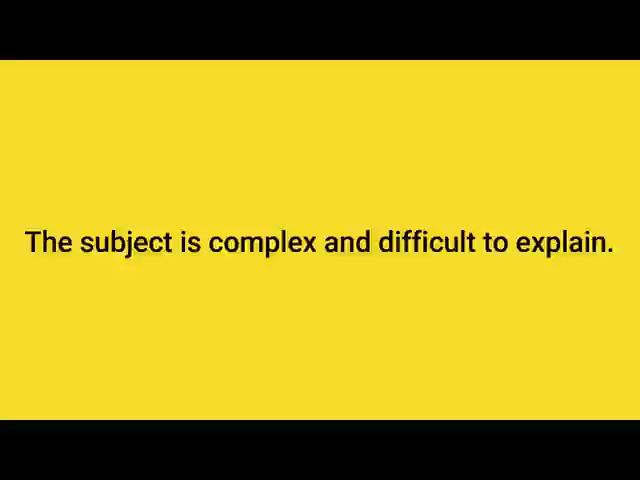 The subject is complex and difficult to explain.